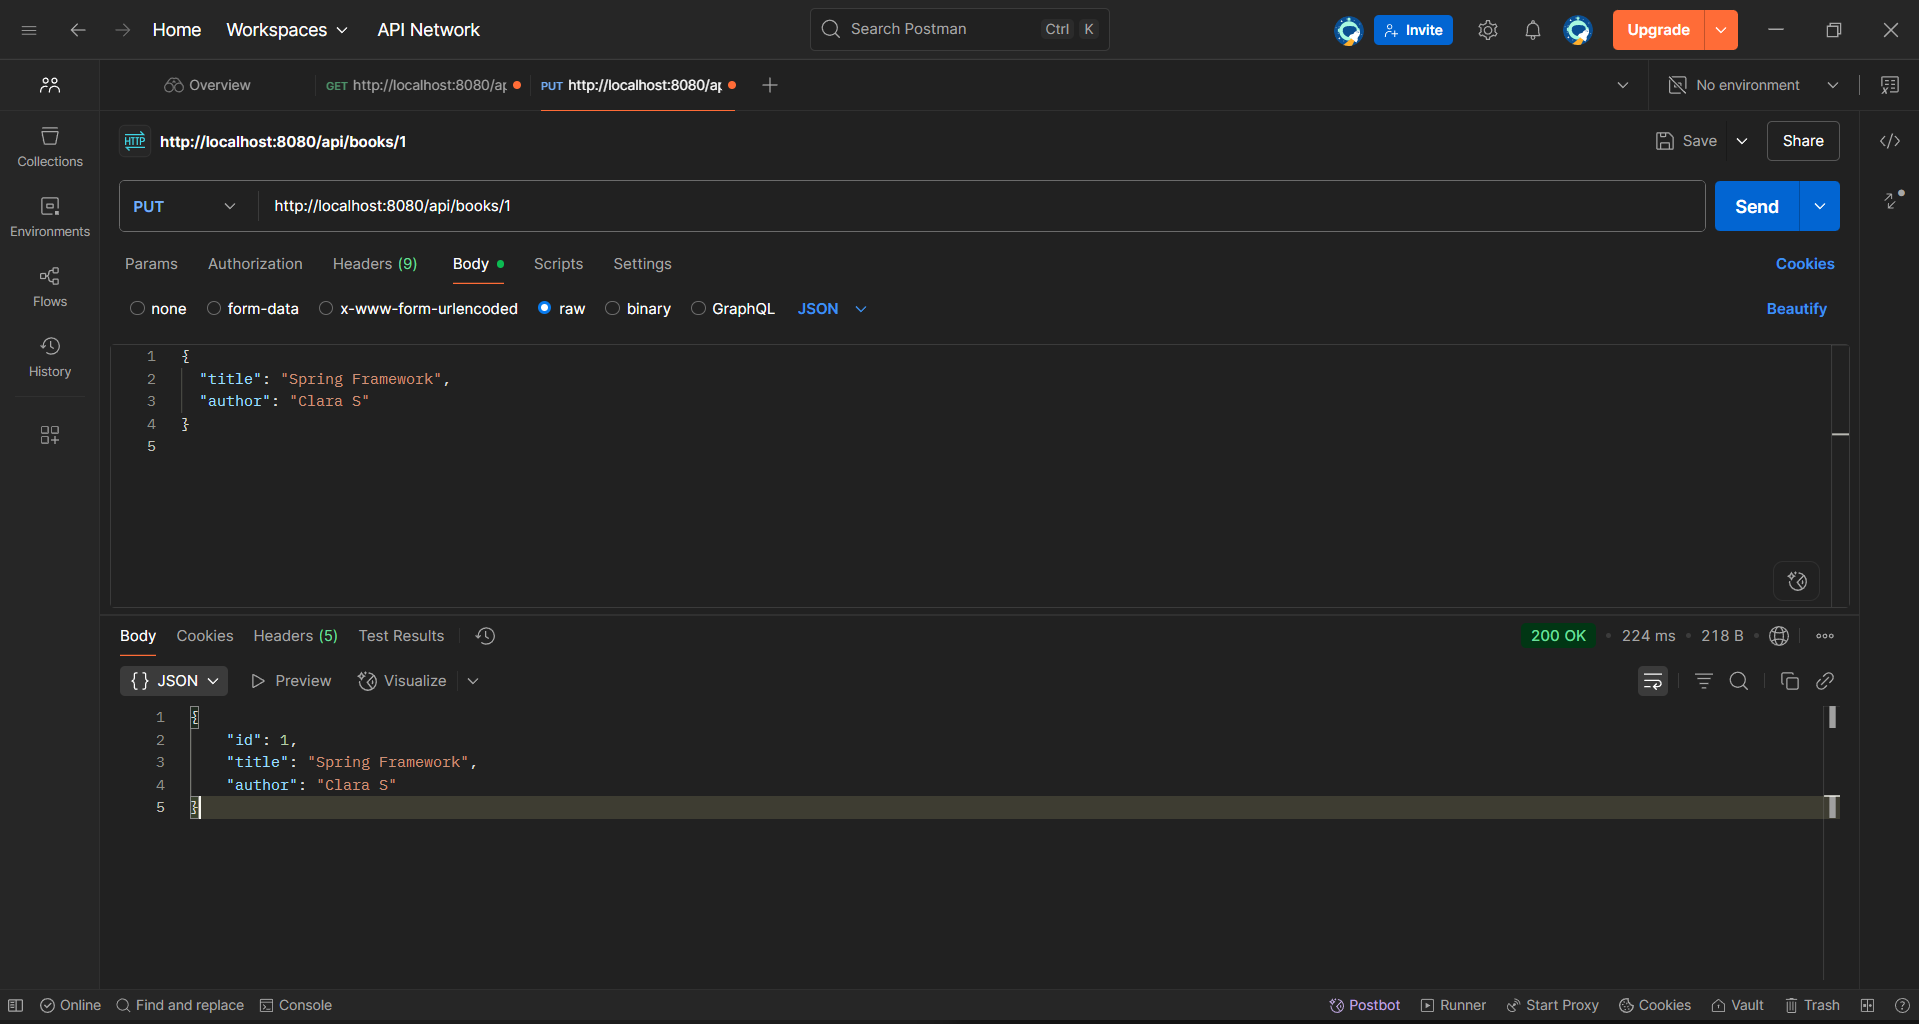 Home Workspaces API Network Search Postman Ctrl K Invite Upgrade
Overview GET http://localhost:8080/ap PUT http://localhost:8080/ap No environment
HTTP http://localhost:8080/api/books/1 Save Share
Collections
Environments
Flows
History
PUT http://localhost:8080/api/books/1 Send
Params Authorization Headers (9) Body Scripts Settings Cookies
none form-data x-www-form-urlencoded raw binary GraphQL JSON Beautify
1 {
2 "title": "Spring Framework",
3 "author": "Clara S"
4 }
5
Body Cookies Headers (5) Test Results 200 OK • 224 ms • 218 B •
{} JSON Preview Visualize
1 {
2 "id": 1,
3 "title": "Spring Framework",
4 "author": "Clara S"
5 }
Online Find and replace Console Postbot Runner Start Proxy Cookies Vault Trash